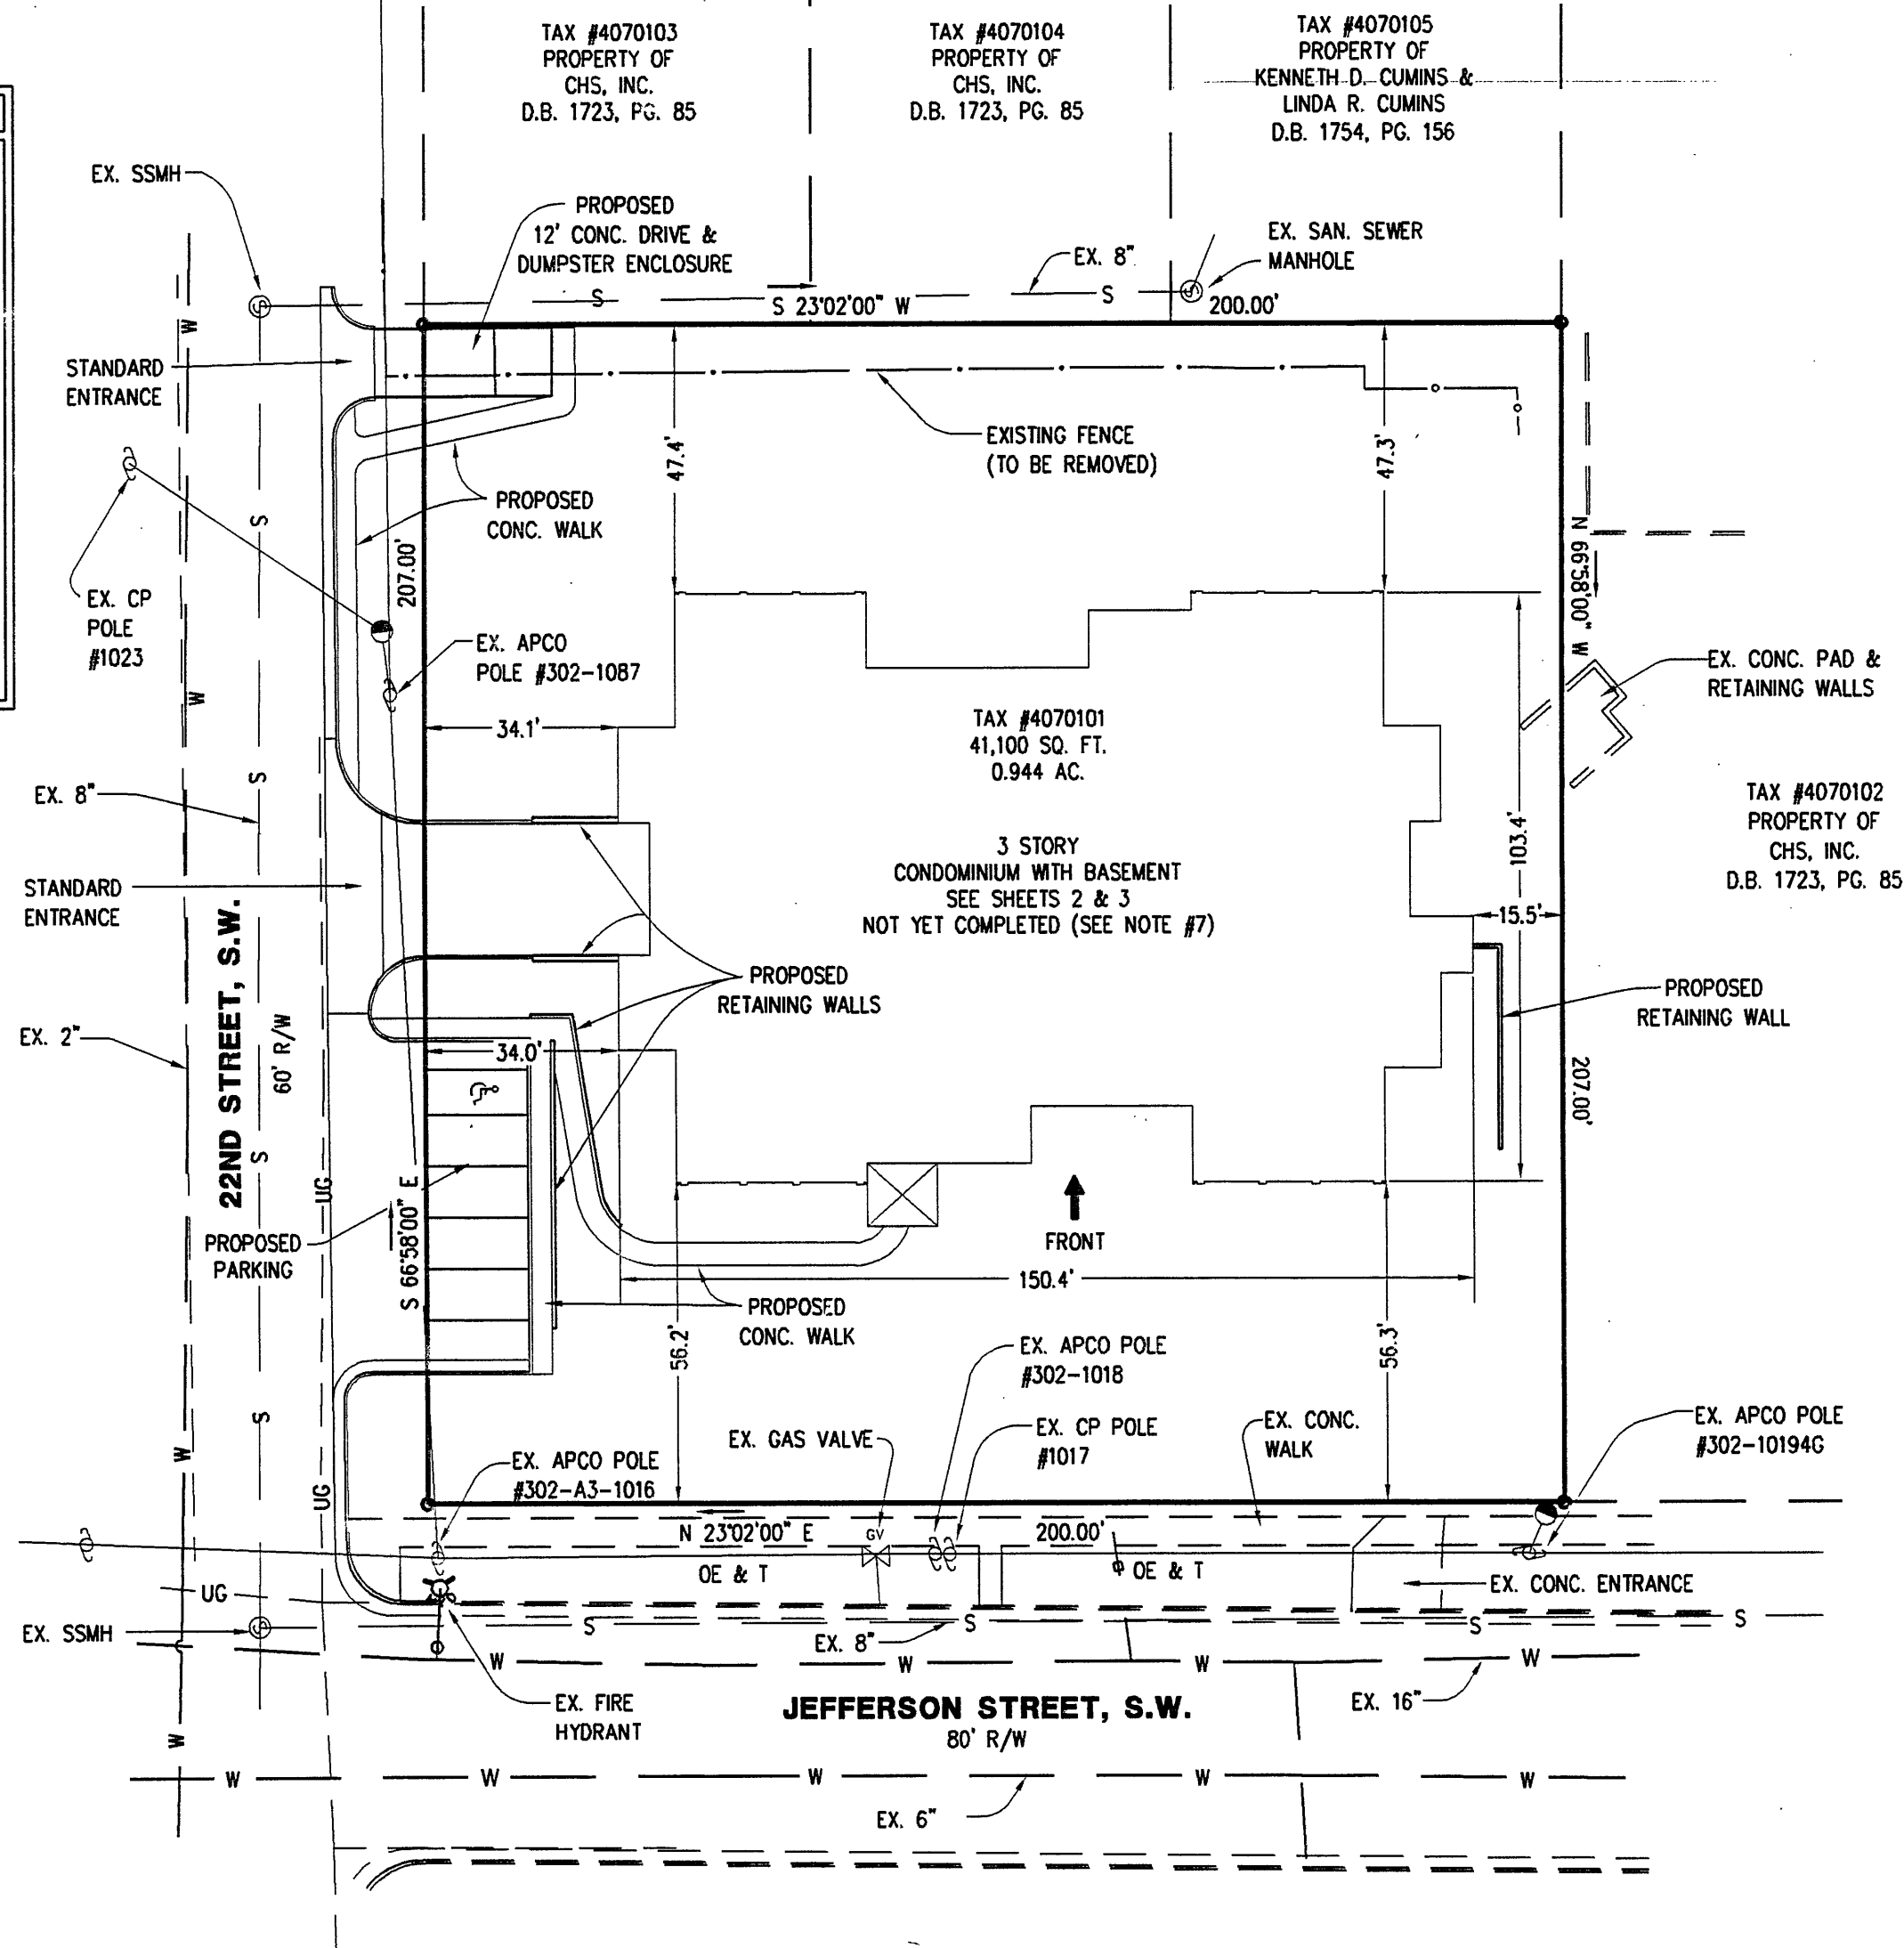 TAX #4070103
PROPERTY OF
CHS, INC.
D.B. 1723, PG. 85
TAX #4070104
PROPERTY OF
CHS, INC.
D.B. 1723, PG. 85
TAX #4070105
PROPERTY OF
KENNETH D. CUMINS &
LINDA R. CUMINS
D.B. 1754, PG. 156
EX. SSMH
PROPOSED
12' CONC. DRIVE &
DUMPSTER ENCLOSURE
EX. 8"
EX. SAN. SEWER
MANHOLE
S
S
S 23°02'00" W
200.00'
W
STANDARD
ENTRANCE
47.4'
EXISTING FENCE
(TO BE REMOVED)
47.3'
PROPOSED
CONC. WALK
S
207.00'
N 66°58'00" W
EX. CP
POLE
#1023
EX. APCO
POLE #302-1087
EX. CONC. PAD &
RETAINING WALLS
W
34.1'
TAX #4070101
41,100 SQ. FT.
0.944 AC.
EX. 8"
S
TAX #4070102
PROPERTY OF
CHS, INC.
D.B. 1723, PG. 85
103.4'
3 STORY
CONDOMINIUM WITH BASEMENT
SEE SHEETS 2 & 3
NOT YET COMPLETED (SEE NOTE #7)
STANDARD
ENTRANCE
15.5'
22ND STREET, S.W.
60' R/W
PROPOSED
RETAINING WALLS
PROPOSED
RETAINING WALL
EX. 2"
34.0'
207.00'
S
UG
S 66°58'00" E
PROPOSED
PARKING
FRONT
150.4'
PROPOSED
CONC. WALK
56.2'
56.3'
EX. APCO POLE
#302-1018
S
W
UG
EX. GAS VALVE
EX. CP POLE
#1017
EX. CONC.
WALK
EX. APCO POLE
#302-10194G
EX. APCO POLE
#302-A3-1016
N 23°02'00" E
GV
200.00'
OE & T
OE & T
EX. CONC. ENTRANCE
UG
EX. SSMH
S
EX. 8"
S
S
S
W
W
W
W
EX. FIRE
HYDRANT
JEFFERSON STREET, S.W.
80' R/W
EX. 16"
W
W
W
W
W
W
EX. 6"